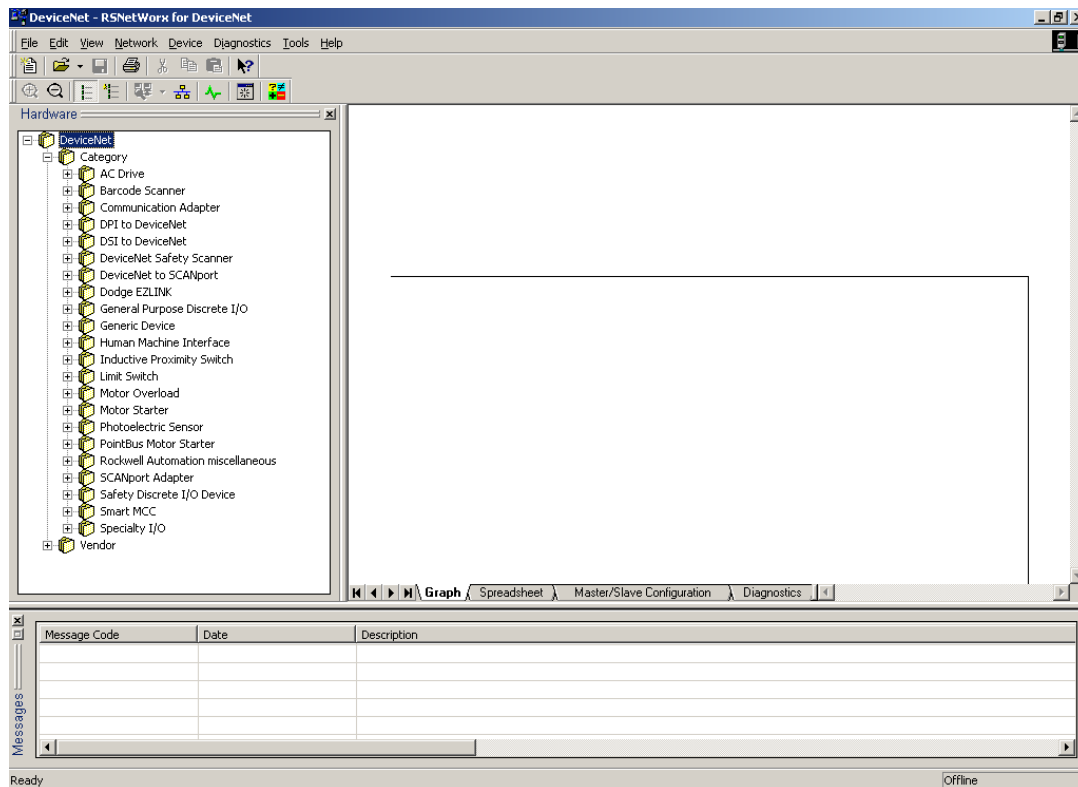 DeviceNet - RSNetWorx for DeviceNet
File Edit View Network Device Diagnostics Tools Help
Hardware
DeviceNet
Category
AC Drive
Barcode Scanner
Communication Adapter
DPI to DeviceNet
DSI to DeviceNet
DeviceNet Safety Scanner
DeviceNet to SCANport
Dodge EZLINK
General Purpose Discrete I/O
Generic Device
Human Machine Interface
Inductive Proximity Switch
Limit Switch
Motor Overload
Motor Starter
Photoelectric Sensor
PointBus Motor Starter
Rockwell Automation miscellaneous
SCANport Adapter
Safety Discrete I/O Device
Smart MCC
Specialty I/O
Vendor
Graph Spreadsheet Master/Slave Configuration Diagnostics
Messages
Message Code Date Description
Ready Offline